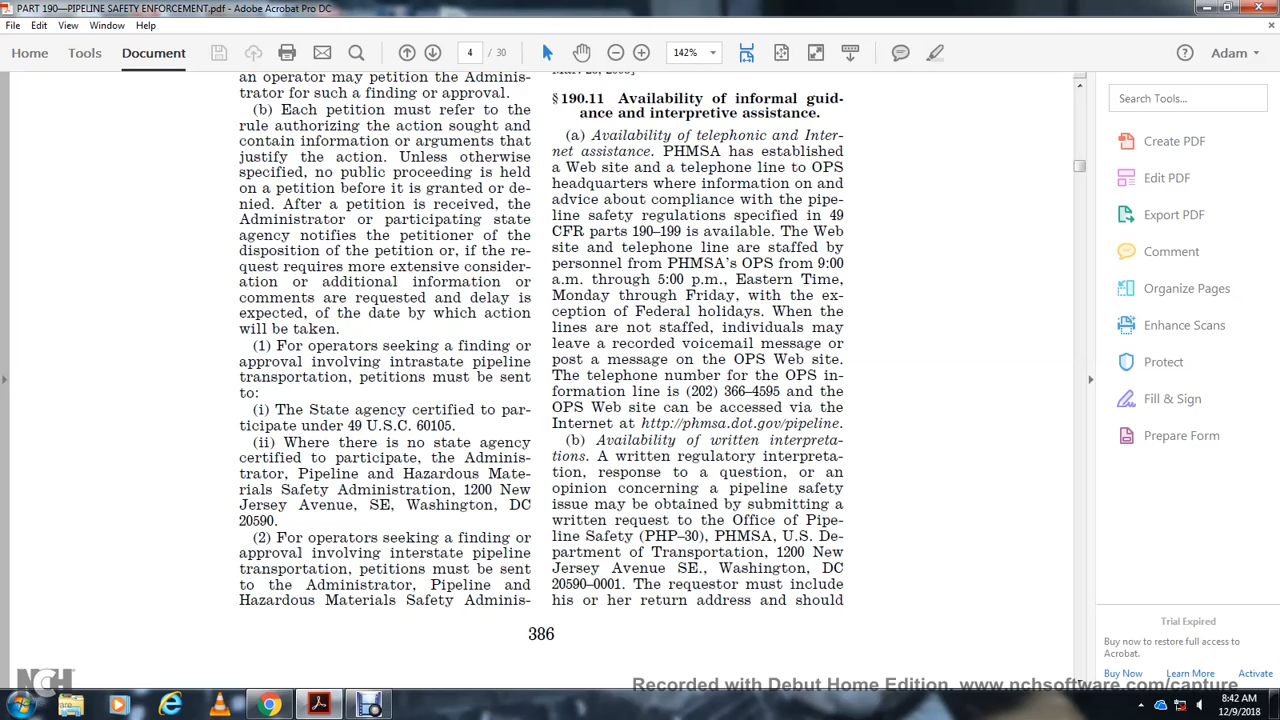 PART 190—PIPELINE SAFETY ENFORCEMENT.pdf - Adobe Acrobat Pro DC
File Edit View Window Help
Home Tools Document 4 / 30 142% Adam
an operator may petition the Adminis-
trator for such a finding or approval.
(b) Each petition must refer to the
rule authorizing the action sought and
contain information or arguments that
justify the action. Unless otherwise
specified, no public proceeding is held
on a petition before it is granted or de-
nied. After a petition is received, the
Administrator or participating state
agency notifies the petitioner of the
disposition of the petition or, if the re-
quest requires more extensive consider-
ation or additional information or
comments are requested and delay is
expected, of the date by which action
will be taken.
(1) For operators seeking a finding or
approval involving intrastate pipeline
transportation, petitions must be sent
to:
(i) The State agency certified to par-
ticipate under 49 U.S.C. 60105.
(ii) Where there is no state agency
certified to participate, the Adminis-
trator, Pipeline and Hazardous Mate-
rials Safety Administration, 1200 New
Jersey Avenue, SE, Washington, DC
20590.
(2) For operators seeking a finding or
approval involving interstate pipeline
transportation, petitions must be sent
to the Administrator, Pipeline and
Hazardous Materials Safety Adminis-
§ 190.11 Availability of informal guid-
ance and interpretive assistance.
(a) Availability of telephonic and Inter-
net assistance. PHMSA has established
a Web site and a telephone line to OPS
headquarters where information on and
advice about compliance with the pipe-
line safety regulations specified in 49
CFR parts 190–199 is available. The Web
site and telephone line are staffed by
personnel from PHMSA's OPS from 9:00
a.m. through 5:00 p.m., Eastern Time,
Monday through Friday, with the ex-
ception of Federal holidays. When the
lines are not staffed, individuals may
leave a recorded voicemail message or
post a message on the OPS Web site.
The telephone number for the OPS in-
formation line is (202) 366–4595 and the
OPS Web site can be accessed via the
Internet at http://phmsa.dot.gov/pipeline.
(b) Availability of written interpreta-
tions. A written regulatory interpreta-
tion, response to a question, or an
opinion concerning a pipeline safety
issue may be obtained by submitting a
written request to the Office of Pipe-
line Safety (PHP–30), PHMSA, U.S. De-
partment of Transportation, 1200 New
Jersey Avenue SE., Washington, DC
20590–0001. The requestor must include
his or her return address and should
386
Search Tools...
Create PDF
Edit PDF
Export PDF
Comment
Organize Pages
Enhance Scans
Protect
Fill & Sign
Prepare Form
Trial Expired
Buy now to restore full access to
Acrobat.
Buy Now Learn More Activate
NCH
Recorded with Debut Home Edition. www.nchsoftware.com/capture
8:42 AM
12/9/2018